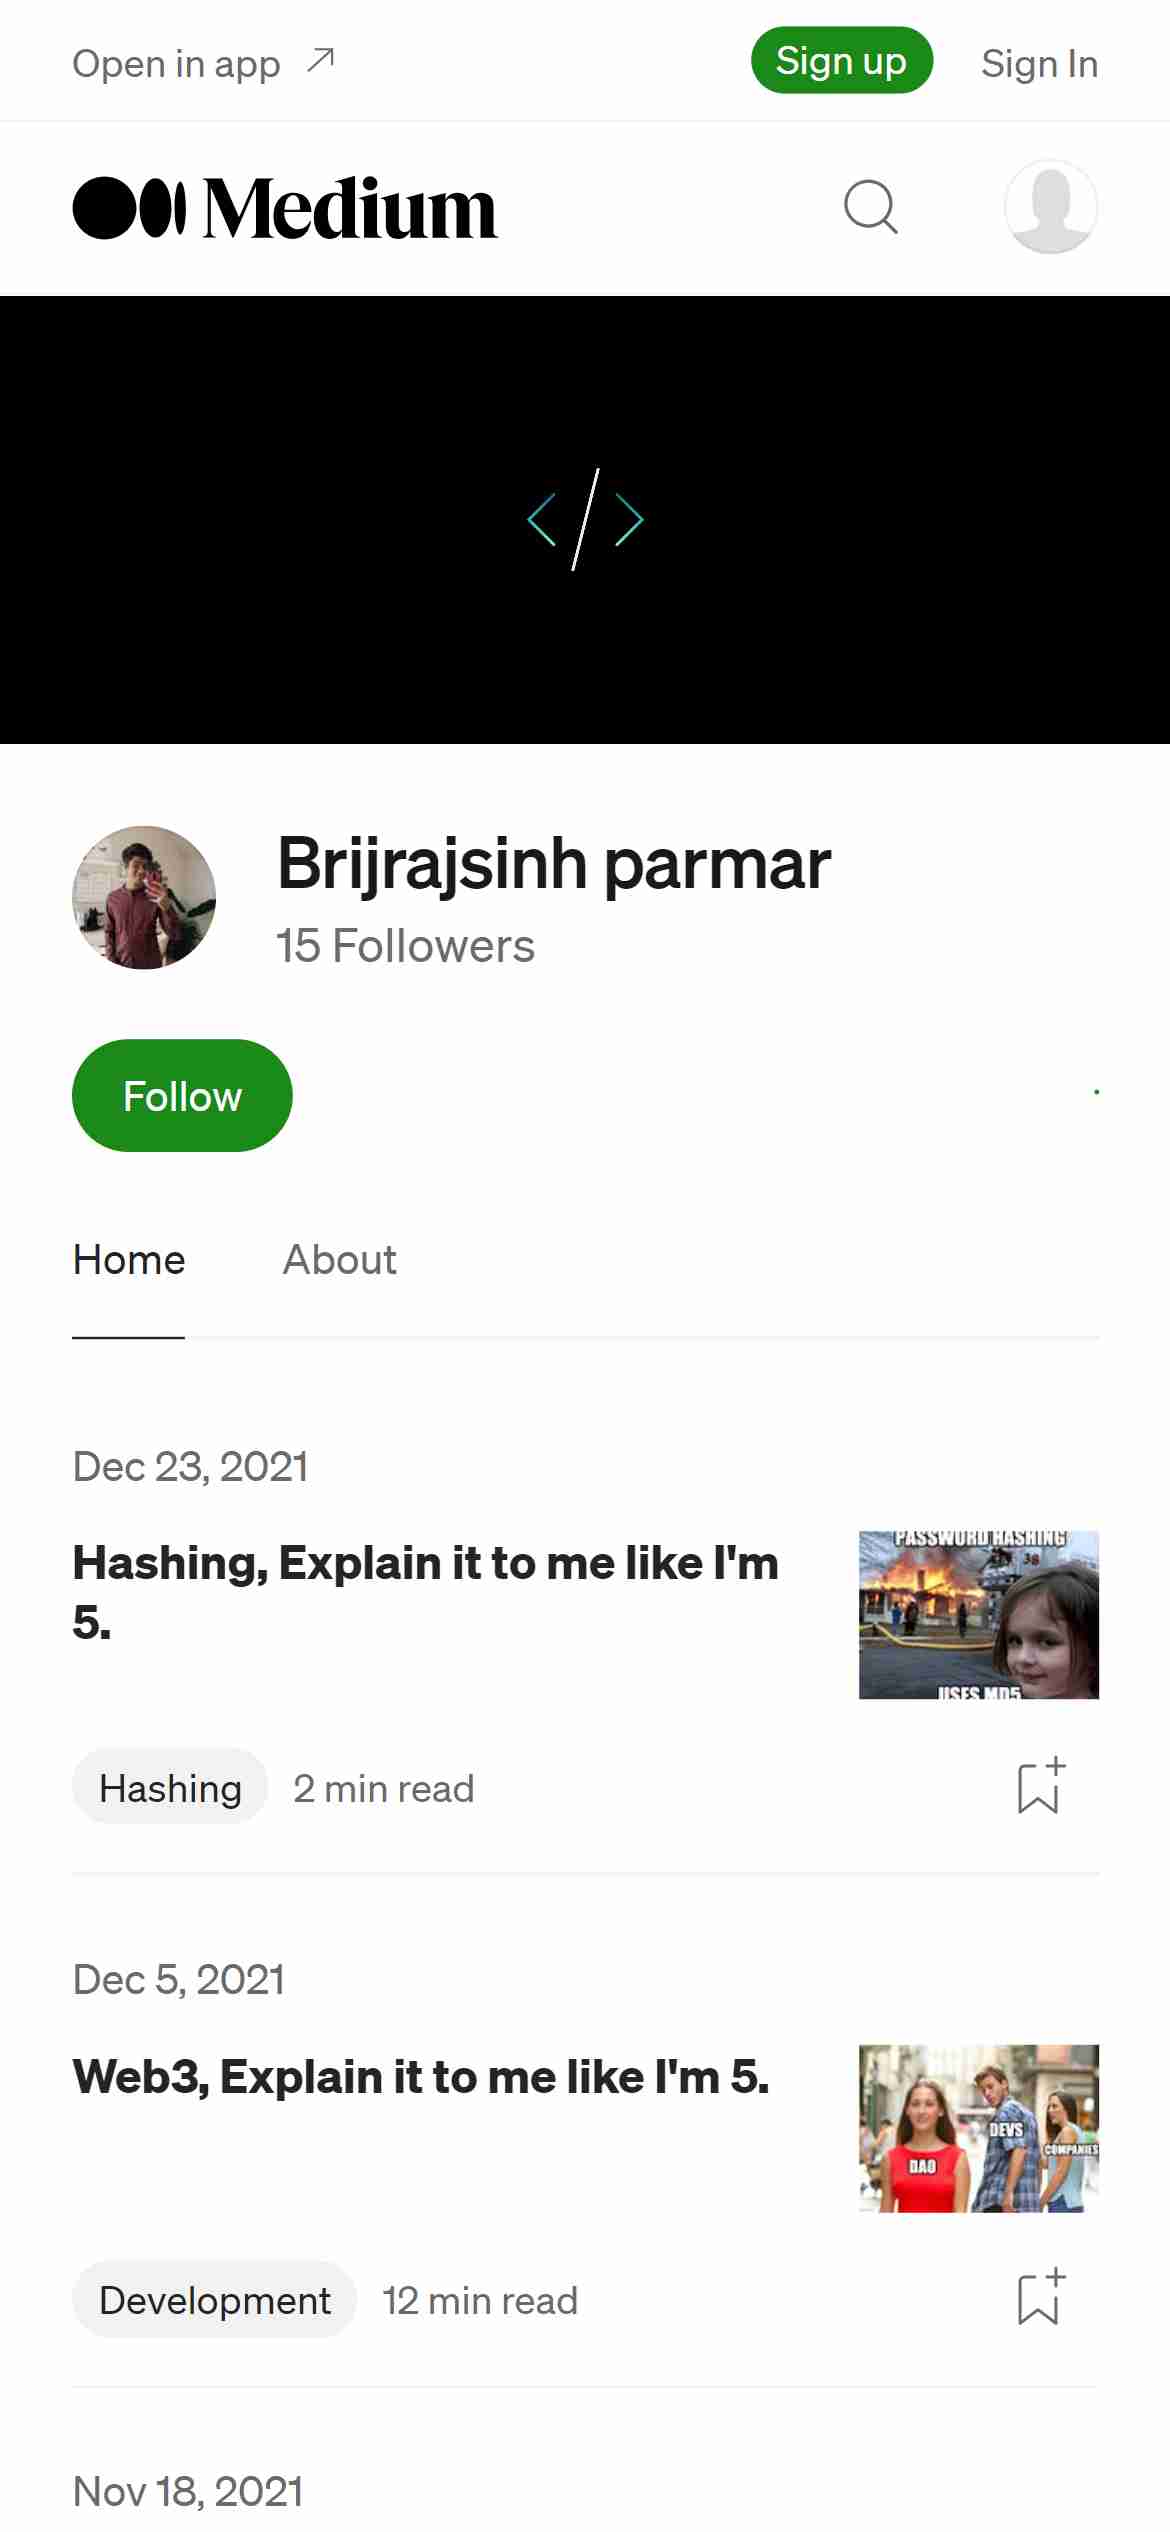 Open in app
Sign up
Sign In
Medium
</>
Brijrajsinh parmar
15 Followers
Follow
Home
About
Dec 23, 2021
Hashing, Explain it to me like I'm
5.
PASSWORD HASHING
USES MD5
Hashing
2 min read
Dec 5, 2021
Web3, Explain it to me like I'm 5.
DAO
DEVS
COMPANIES
Development
12 min read
Nov 18, 2021